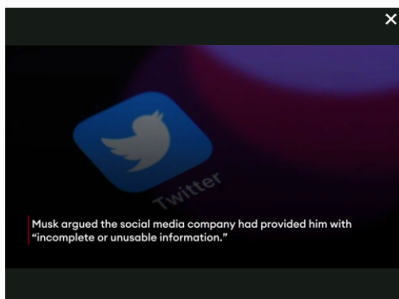 Twitter
Musk argued the social media company had provided him with
“incomplete or unusable information.”